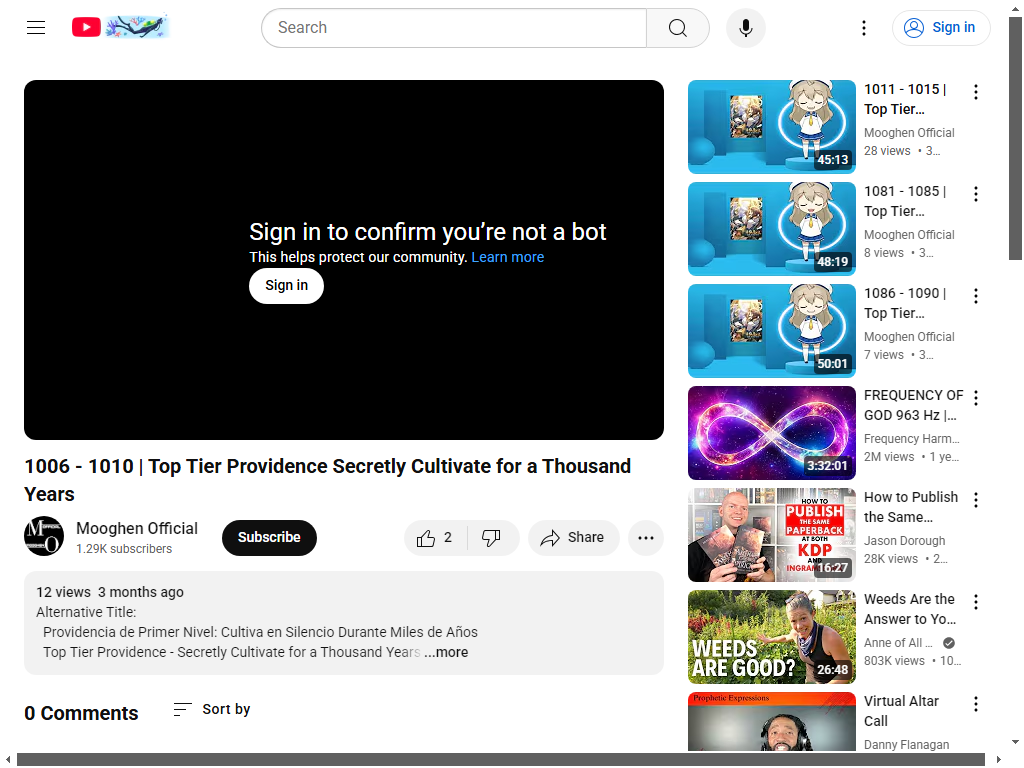 Search
Sign in
Sign in to confirm you’re not a bot
This helps protect our community. Learn more
Sign in
1006 - 1010 | Top Tier Providence Secretly Cultivate for a Thousand
Years
Mooghen Official
1.29K subscribers
Subscribe
2
Share
12 views 3 months ago
Alternative Title:
Providencia de Primer Nivel: Cultiva en Silencio Durante Miles de Años
Top Tier Providence - Secretly Cultivate for a Thousand Years ...more
0 Comments
Sort by
45:13
1011 - 1015 |
Top Tier...
Mooghen Official
28 views • 3...
48:19
1081 - 1085 |
Top Tier...
Mooghen Official
8 views • 3...
50:01
1086 - 1090 |
Top Tier...
Mooghen Official
7 views • 3...
3:32:01
FREQUENCY OF
GOD 963 Hz |...
Frequency Harm...
2M views • 1 ye...
HOW TO
PUBLISH
THE SAME
PAPERBACK
AT BOTH
KDP
AND
16:27
How to Publish
the Same...
Jason Dorough
28K views • 2...
WEEDS
ARE GOOD?
26:48
Weeds Are the
Answer to Yo...
Anne of All ...
803K views • 10...
Prophetic Expressions
Virtual Altar
Call
Danny Flanagan